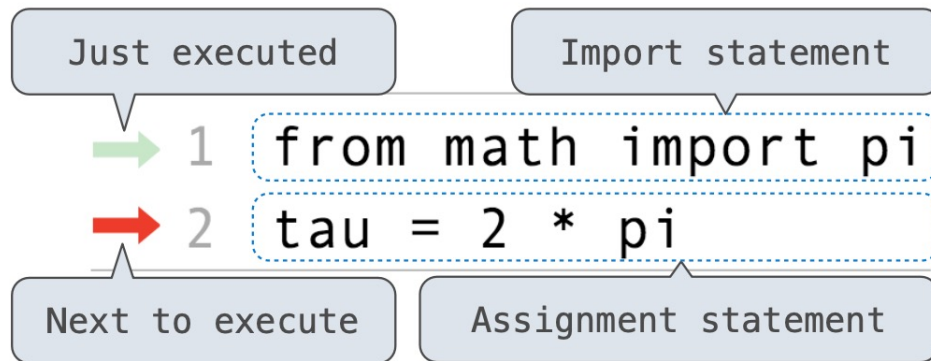 Just executed
Import statement
1 from math import pi
2 tau = 2 * pi
Next to execute
Assignment statement